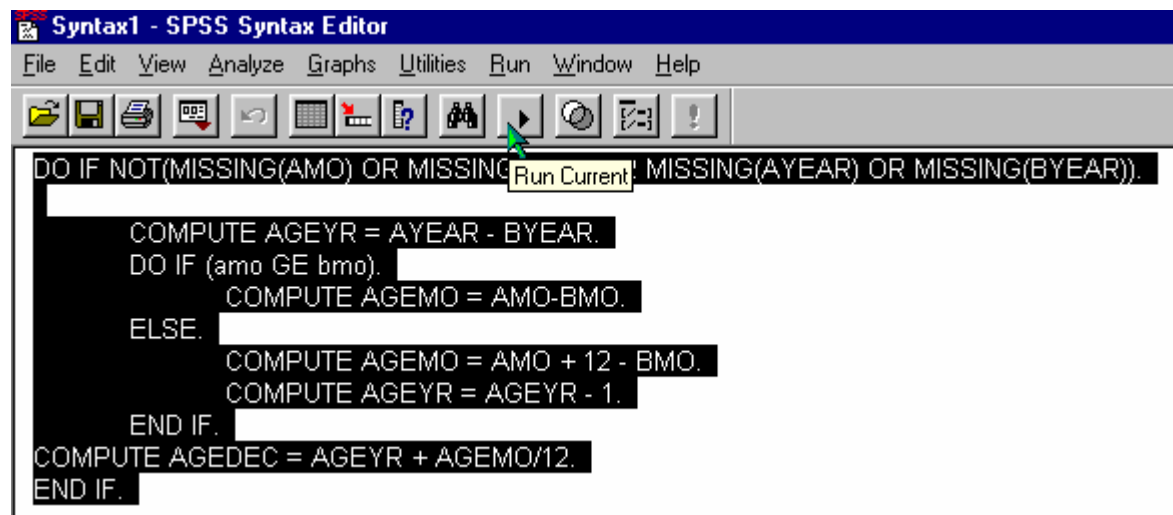 SPSS
Syntax1 - SPSS Syntax Editor
File Edit View Analyze Graphs Utilities Run Window Help
DO IF NOT(MISSING(AMO) OR MISSING MISSING(AYEAR) OR MISSING(BYEAR)).
Run Current
COMPUTE AGEYR = AYEAR - BYEAR.
DO IF (amo GE bmo).
COMPUTE AGEMO = AMO-BMO.
ELSE.
COMPUTE AGEMO = AMO + 12 - BMO.
COMPUTE AGEYR = AGEYR - 1.
END IF.
COMPUTE AGEDEC = AGEYR + AGEMO/12.
END IF.